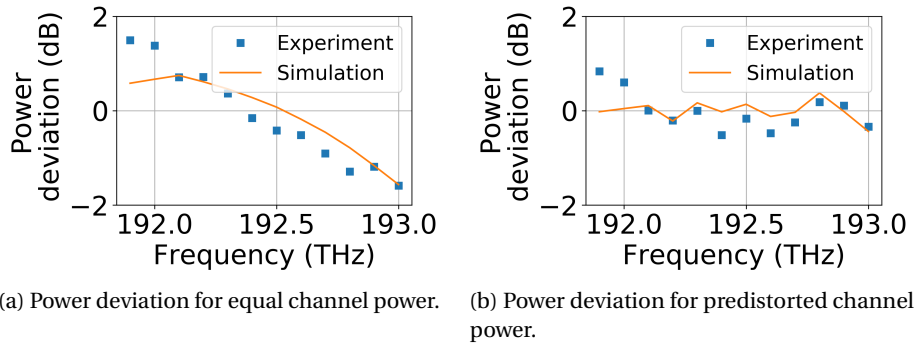 2
0
−2
Power
deviation (dB)
Experiment
Simulation
192.0 192.5 193.0
Frequency (THz)
(a) Power deviation for equal channel power.
2
0
−2
Power
deviation (dB)
Experiment
Simulation
192.0 192.5 193.0
Frequency (THz)
(b) Power deviation for predistorted channel
power.